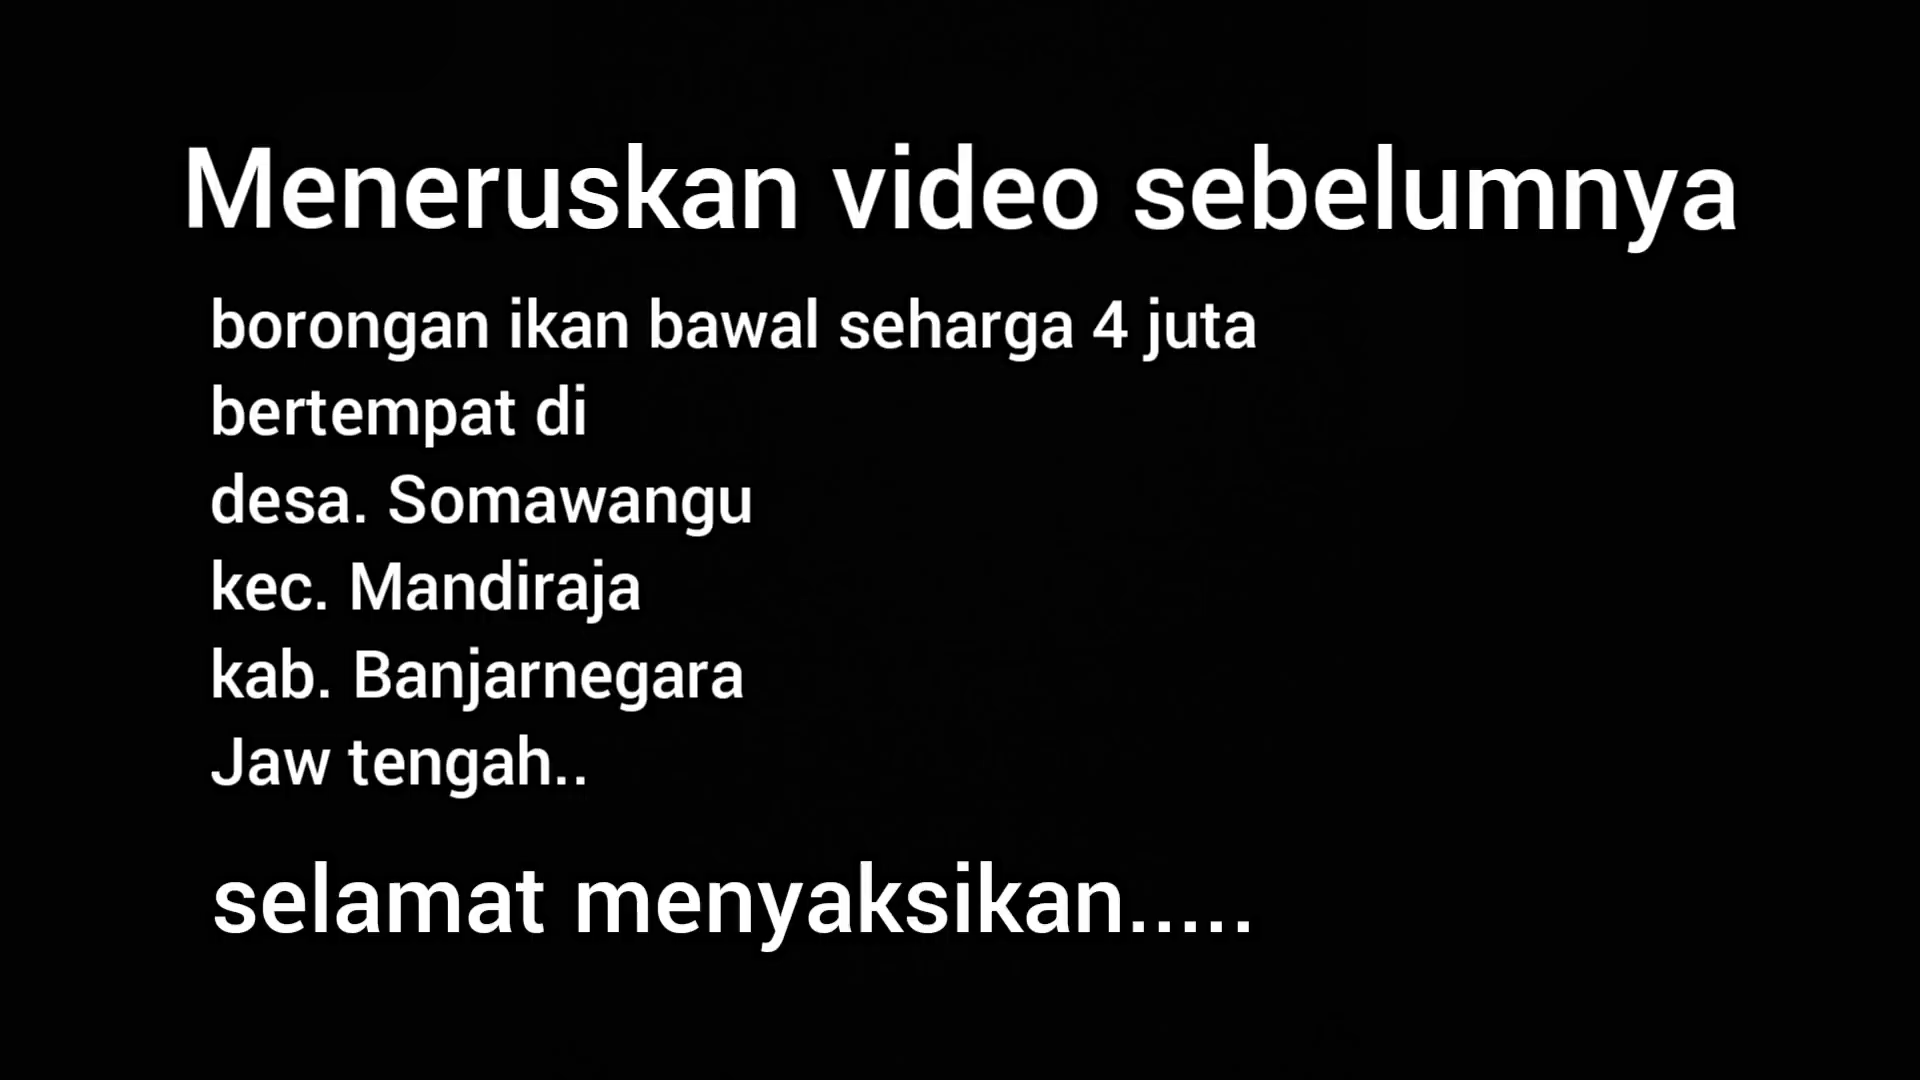 Meneruskan video sebelumnya
borongan ikan bawal seharga 4 juta
bertempat di
desa. Somawangu
kec. Mandiraja
kab. Banjarnegara
Jaw tengah..
selamat menyaksikan.....